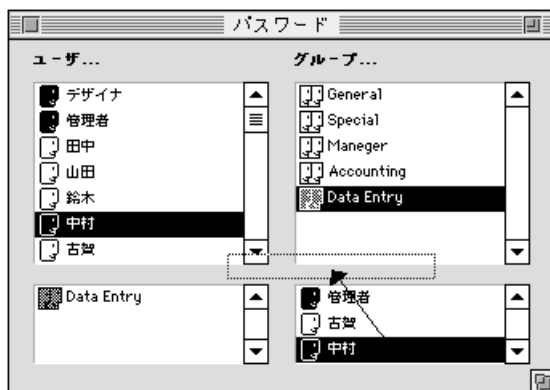 パスワード
ユーザ...
デザイナ
管理者
田中
山田
鈴木
中村
古賀
グループ...
General
Special
Maneger
Accounting
Data Entry
Data Entry
管理者
古賀
中村